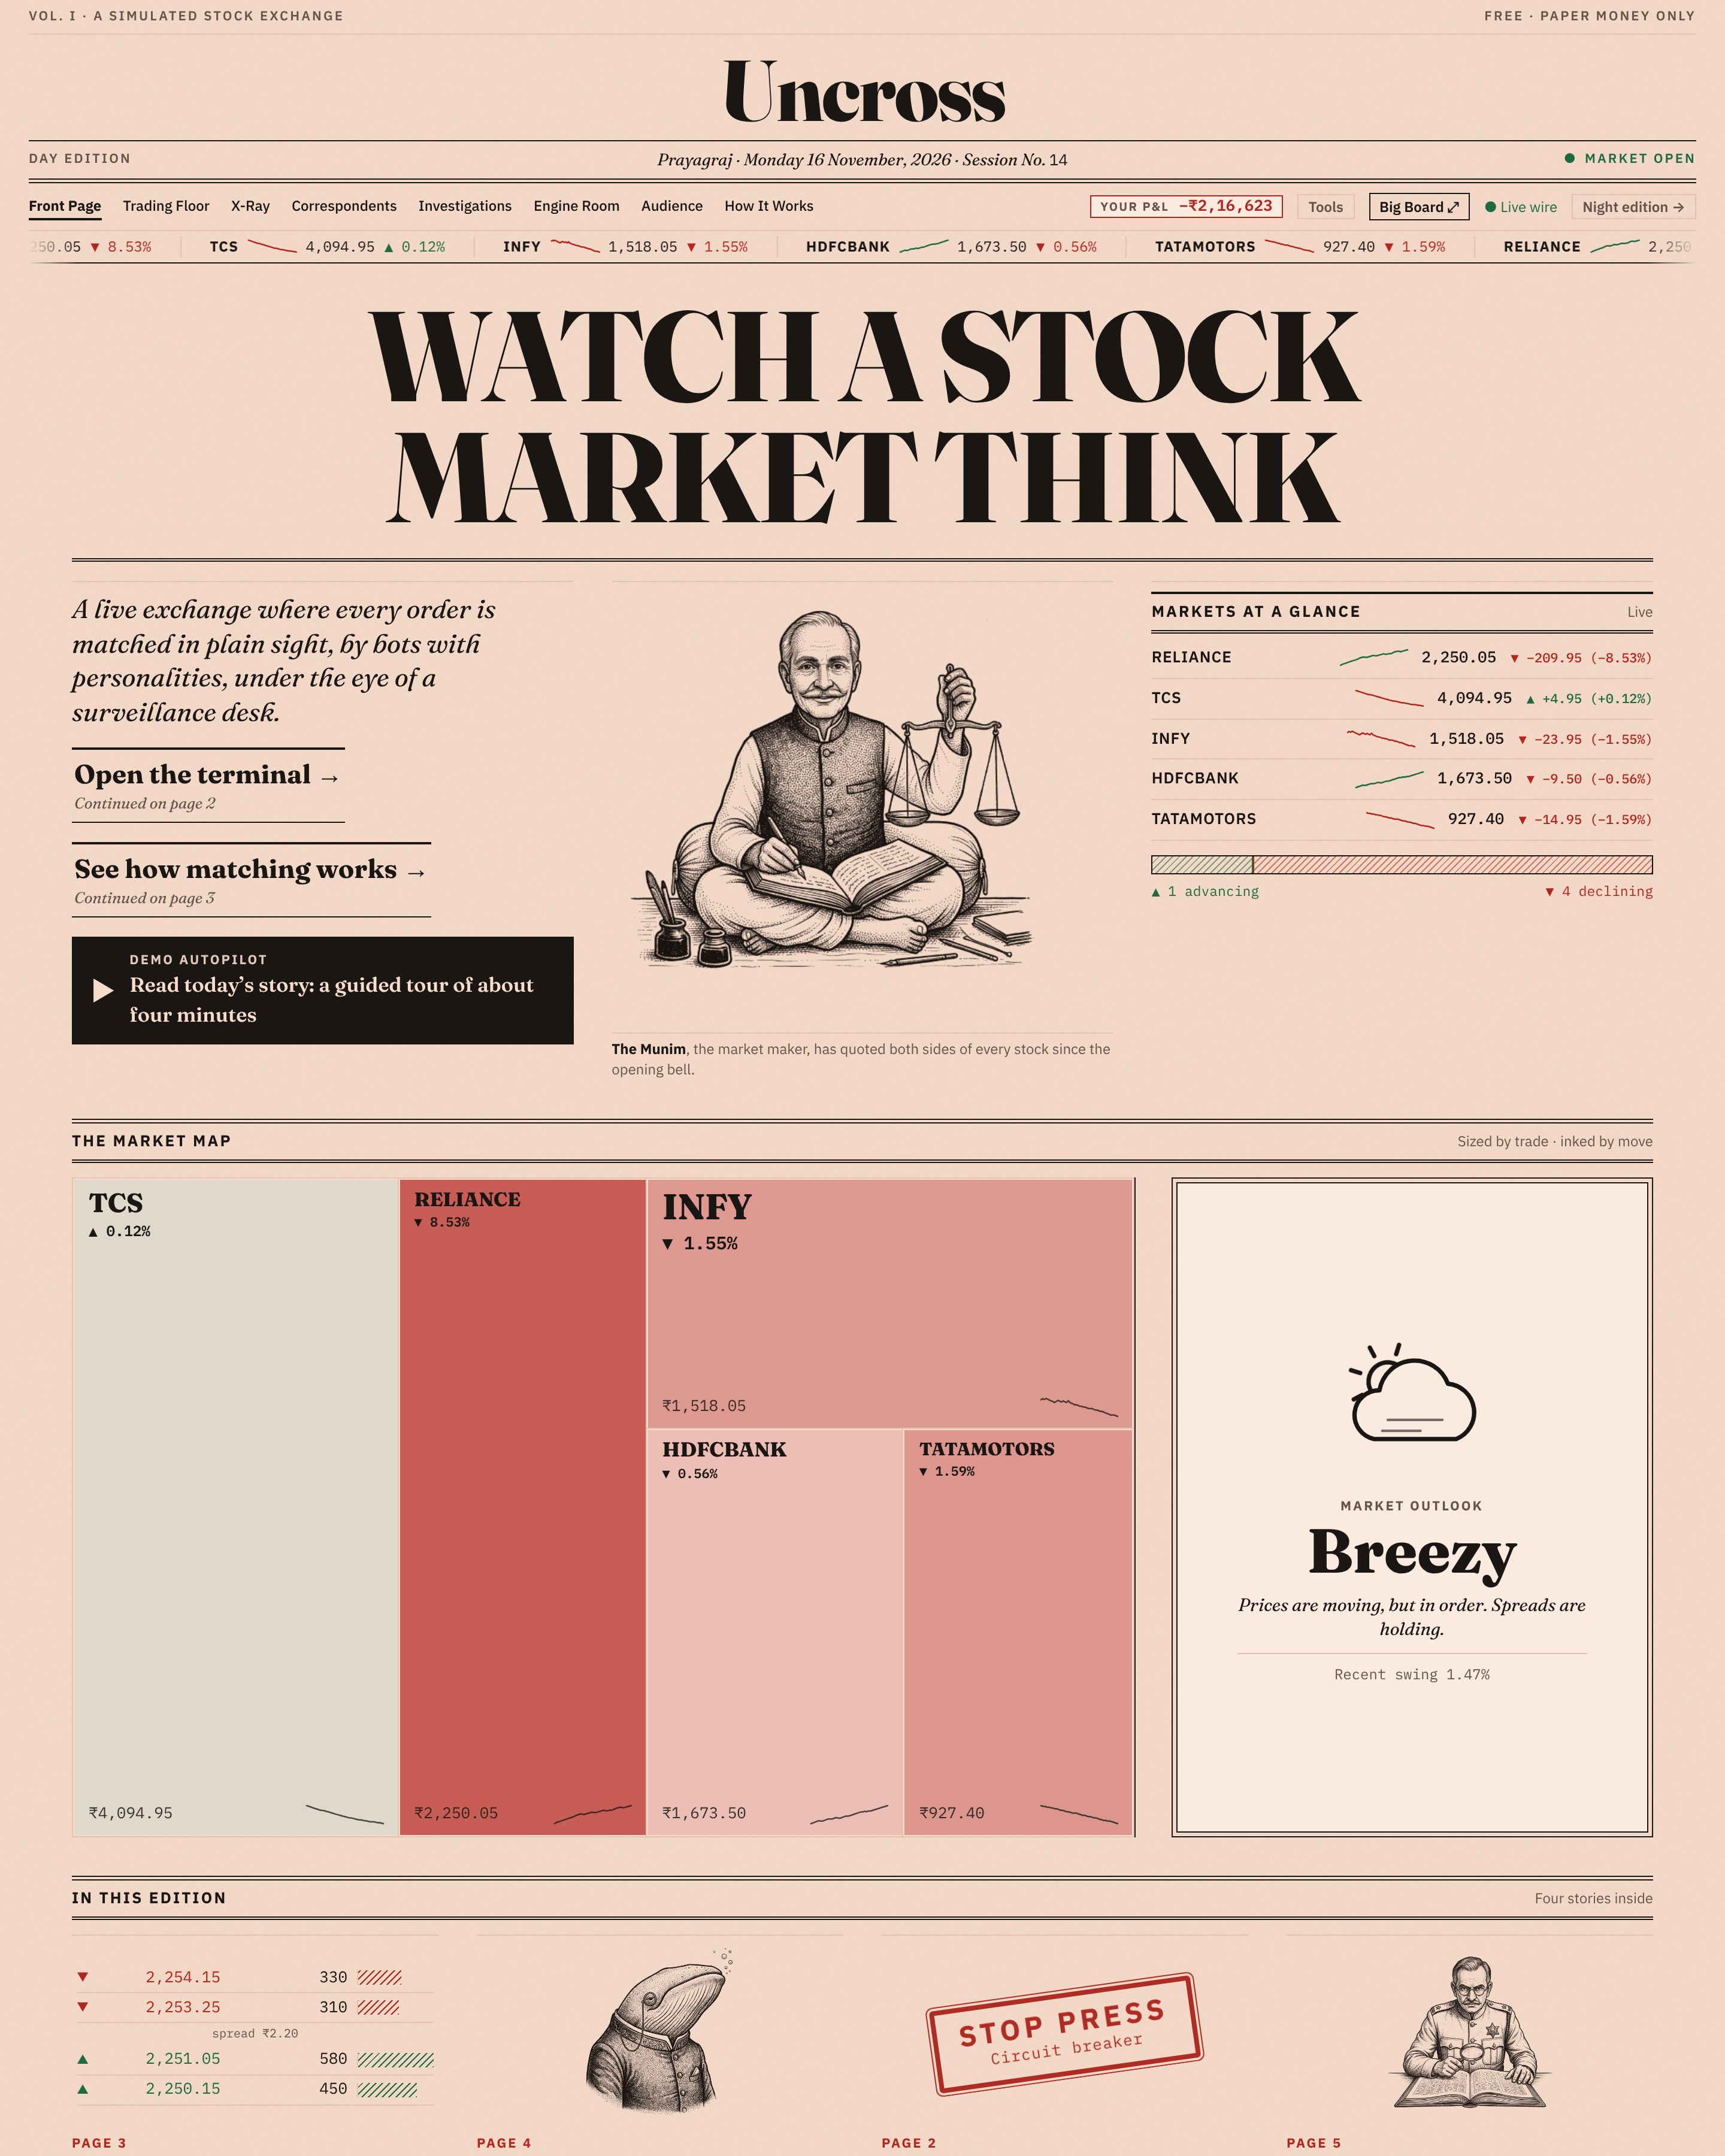 VOL. I · A SIMULATED STOCK EXCHANGE
FREE · PAPER MONEY ONLY
Uncross
DAY EDITION
Prayagraj · Monday 16 November, 2026 · Session No. 14
● MARKET OPEN
Front Page Trading Floor X-Ray Correspondents Investigations Engine Room Audience How It Works
YOUR P&L −₹2,16,623
Tools
Big Board ⤢
● Live wire
Night edition →
250.05 ▼ 8.53%
TCS 4,094.95 ▲ 0.12%
INFY 1,518.05 ▼ 1.55%
HDFCBANK 1,673.50 ▼ 0.56%
TATAMOTORS 927.40 ▼ 1.59%
RELIANCE 2,250
WATCH A STOCK
MARKET THINK
A live exchange where every order is
matched in plain sight, by bots with
personalities, under the eye of a
surveillance desk.
Open the terminal →
Continued on page 2
See how matching works →
Continued on page 3
DEMO AUTOPILOT
Read today’s story: a guided tour of about
four minutes
The Munim, the market maker, has quoted both sides of every stock since the
opening bell.
MARKETS AT A GLANCE
Live
RELIANCE 2,250.05 ▼ −209.95 (−8.53%)
TCS 4,094.95 ▲ +4.95 (+0.12%)
INFY 1,518.05 ▼ −23.95 (−1.55%)
HDFCBANK 1,673.50 ▼ −9.50 (−0.56%)
TATAMOTORS 927.40 ▼ −14.95 (−1.59%)
▲ 1 advancing
▼ 4 declining
THE MARKET MAP
Sized by trade · inked by move
TCS
▲ 0.12%
₹4,094.95
RELIANCE
▼ 8.53%
₹2,250.05
INFY
▼ 1.55%
₹1,518.05
HDFCBANK
▼ 0.56%
₹1,673.50
TATAMOTORS
▼ 1.59%
₹927.40
MARKET OUTLOOK
Breezy
Prices are moving, but in order. Spreads are
holding.
Recent swing 1.47%
IN THIS EDITION
Four stories inside
▼ 2,254.15 330
▼ 2,253.25 310
spread ₹2.20
▲ 2,251.05 580
▲ 2,250.15 450
PAGE 3
PAGE 4
STOP PRESS
Circuit breaker
PAGE 2
PAGE 5